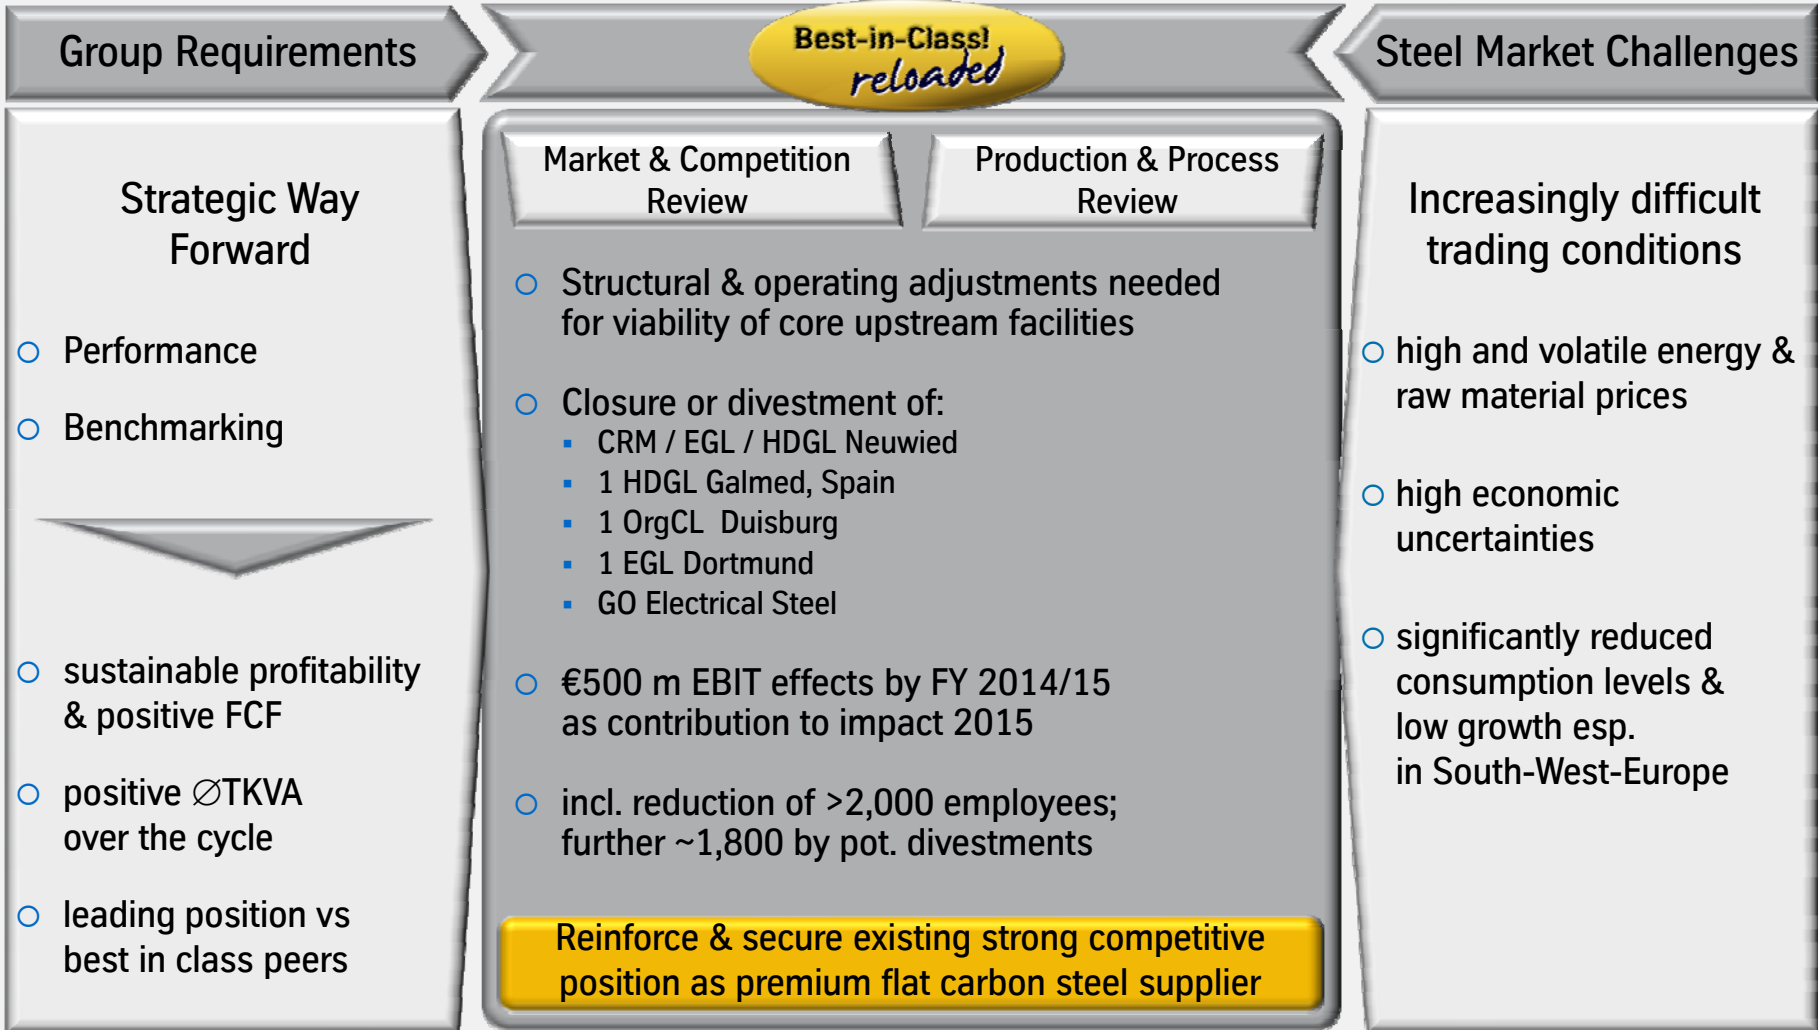 Group Requirements
Strategic Way
Forward
○ Performance
○ Benchmarking
○ sustainable profitability
& positive FCF
○ positive ∅TKVA
over the cycle
○ leading position vs
best in class peers
Best-in-Class!
reloaded
Market & Competition
Review
Production & Process
Review
○ Structural & operating adjustments needed
for viability of core upstream facilities
○ Closure or divestment of:
▪ CRM / EGL / HDGL Neuwied
▪ 1 HDGL Galmed, Spain
▪ 1 OrgCL Duisburg
▪ 1 EGL Dortmund
▪ GO Electrical Steel
○ €500 m EBIT effects by FY 2014/15
as contribution to impact 2015
○ incl. reduction of >2,000 employees;
further ~1,800 by pot. divestments
Reinforce & secure existing strong competitive
position as premium flat carbon steel supplier
Steel Market Challenges
Increasingly difficult
trading conditions
○ high and volatile energy &
raw material prices
○ high economic
uncertainties
○ significantly reduced
consumption levels &
low growth esp.
in South-West-Europe